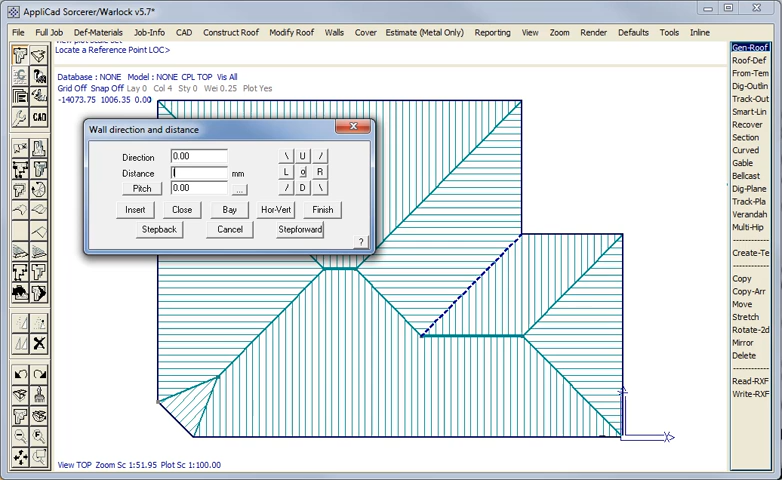 AppliCad Sorcerer/Warlock v5.7*
File Full Job Def-Materials Job-Info CAD Construct Roof Modify Roof Walls Cover Estimate (Metal Only) Reporting View Zoom Render Defaults Tools Inline
Locate a Reference Point LOC>
Database : NONE Model : NONE CPL TOP Vis All
Grid Off Snap Off Lay 0 Col 4 Sty 0 Wei 0.25 Plot Yes
-14073.75 1006.35 0.00
Wall direction and distance
Direction 0.00 \ U /
Distance mm L o R
Pitch 0.00 ... / D \
Insert Close Bay Hor-Vert Finish
Stepback Cancel Stepforward
?
CAD
X
View TOP Zoom Sc 1:51.95 Plot Sc 1:100.00
Gen-Roof
Roof-Def
From-Tem
Dig-Outlin
Track-Out
Smart-Lin
Recover
Section
Curved
Gable
Bellcast
Dig-Plane
Track-Pla
Verandah
Multi-Hip
Create-Te
Copy
Copy-Arr
Move
Stretch
Rotate-2d
Mirror
Delete
Read-RXF
Write-RXF